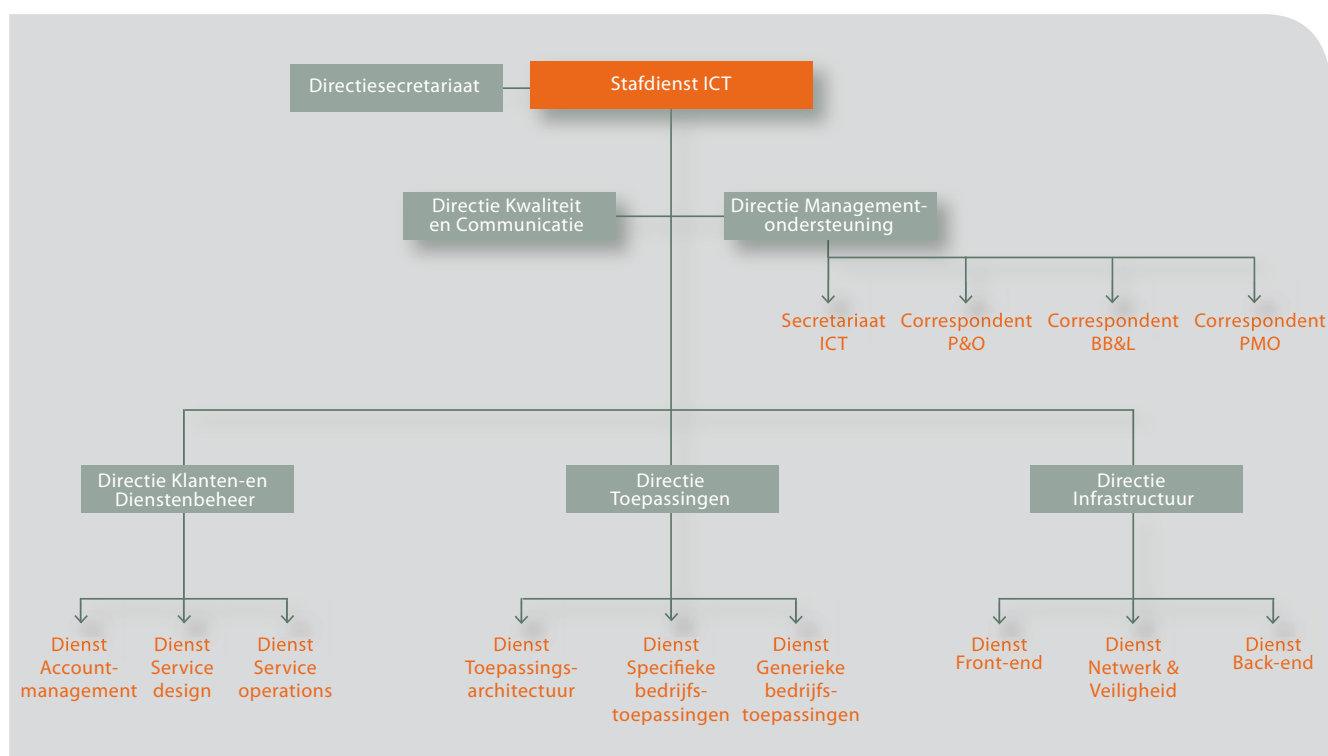 Directiesecretariaat
Stafdienst ICT
Directie Kwaliteit
en Communicatie
Directie Management-
ondersteuning
Secretariaat
ICT
Correspondent
P&O
Correspondent
BB&L
Correspondent
PMO
Directie Klanten-en
Dienstenbeheer
Directie
Toepassingen
Directie
Infrastructuur
Dienst
Account-
management
Dienst
Service
design
Dienst
Service
operations
Dienst
Toepassings-
architectuur
Dienst
Specifieke
bedrijfs-
toepassingen
Dienst
Generieke
bedrijfs-
toepassingen
Dienst
Front-end
Dienst
Netwerk &
Veiligheid
Dienst
Back-end